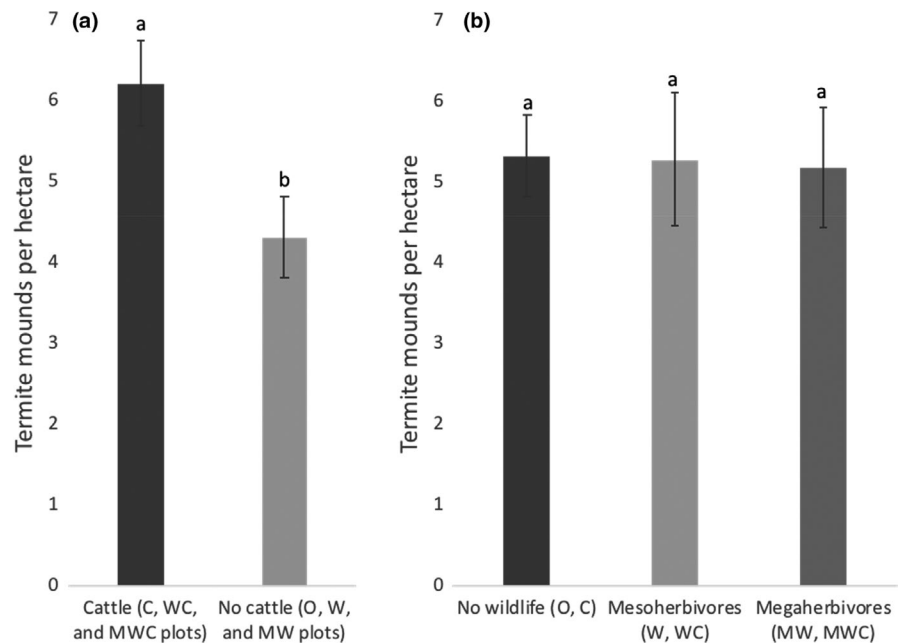 (a)
Termite mounds per hectare
7
6
5
4
3
2
1
0
a
b
Cattle (C, WC,
and MWC plots)
No cattle (O, W,
and MW plots)
(b)
Termite mounds per hectare
7
6
5
4
3
2
1
0
a
a
a
No wildlife (O, C)
Mesoherbivores
(W, WC)
Megaherbivores
(MW, MWC)